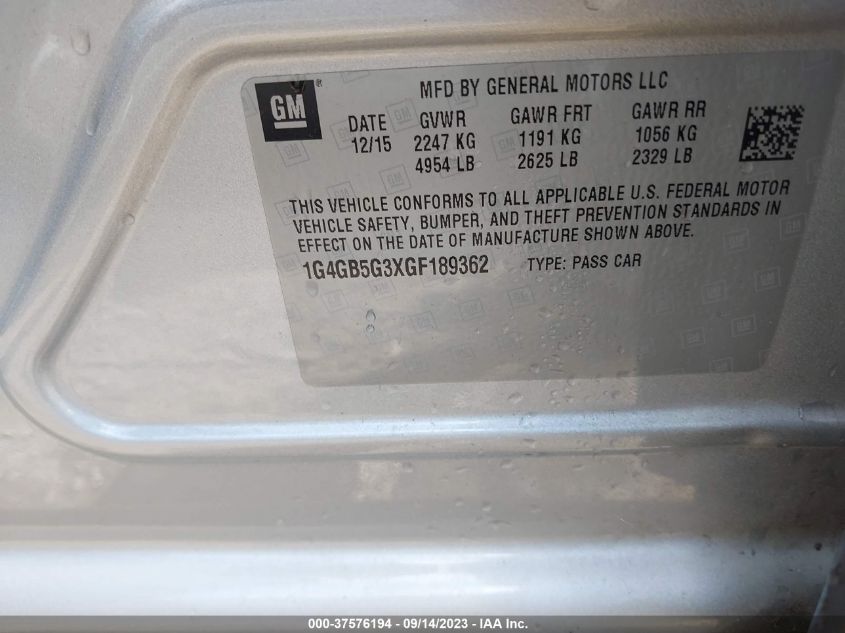 GM ®
MFD BY GENERAL MOTORS LLC
DATE GVWR GAWR FRT GAWR RR
12/15 2247 KG 1191 KG 1056 KG
4954 LB 2625 LB 2329 LB
THIS VEHICLE CONFORMS TO ALL APPLICABLE U.S. FEDERAL MOTOR
VEHICLE SAFETY, BUMPER, AND THEFT PREVENTION STANDARDS IN
EFFECT ON THE DATE OF MANUFACTURE SHOWN ABOVE.
1G4GB5G3XGF189362 TYPE: PASS CAR
000-37576194 - 09/14/2023 - IAA Inc.